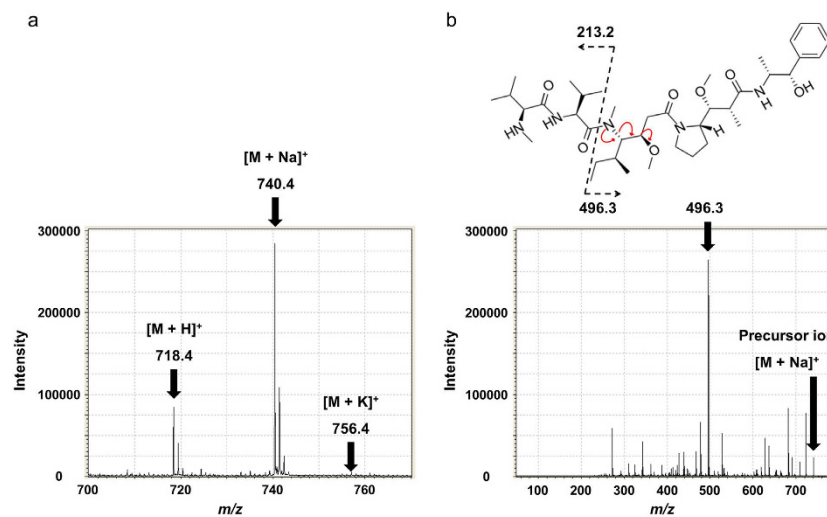 a
b
213.2
H
N
O
HN
O
N
O
O
N
H
O
O
O
N
H
OH
496.3
[M + Na]⁺
740.4
[M + H]⁺
718.4
[M + K]⁺
756.4
300000
200000
100000
0
Intensity
700
720
740
760
m/z
496.3
Precursor ion
[M + Na]⁺
300000
200000
100000
0
Intensity
100
200
300
400
500
600
700
m/z